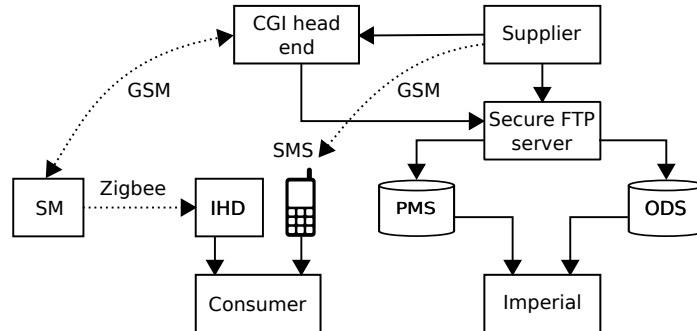 CGI head
end
Supplier
GSM
GSM
Secure FTP
server
SMS
Zigbee
SM
IHD
PMS
ODS
Consumer
Imperial